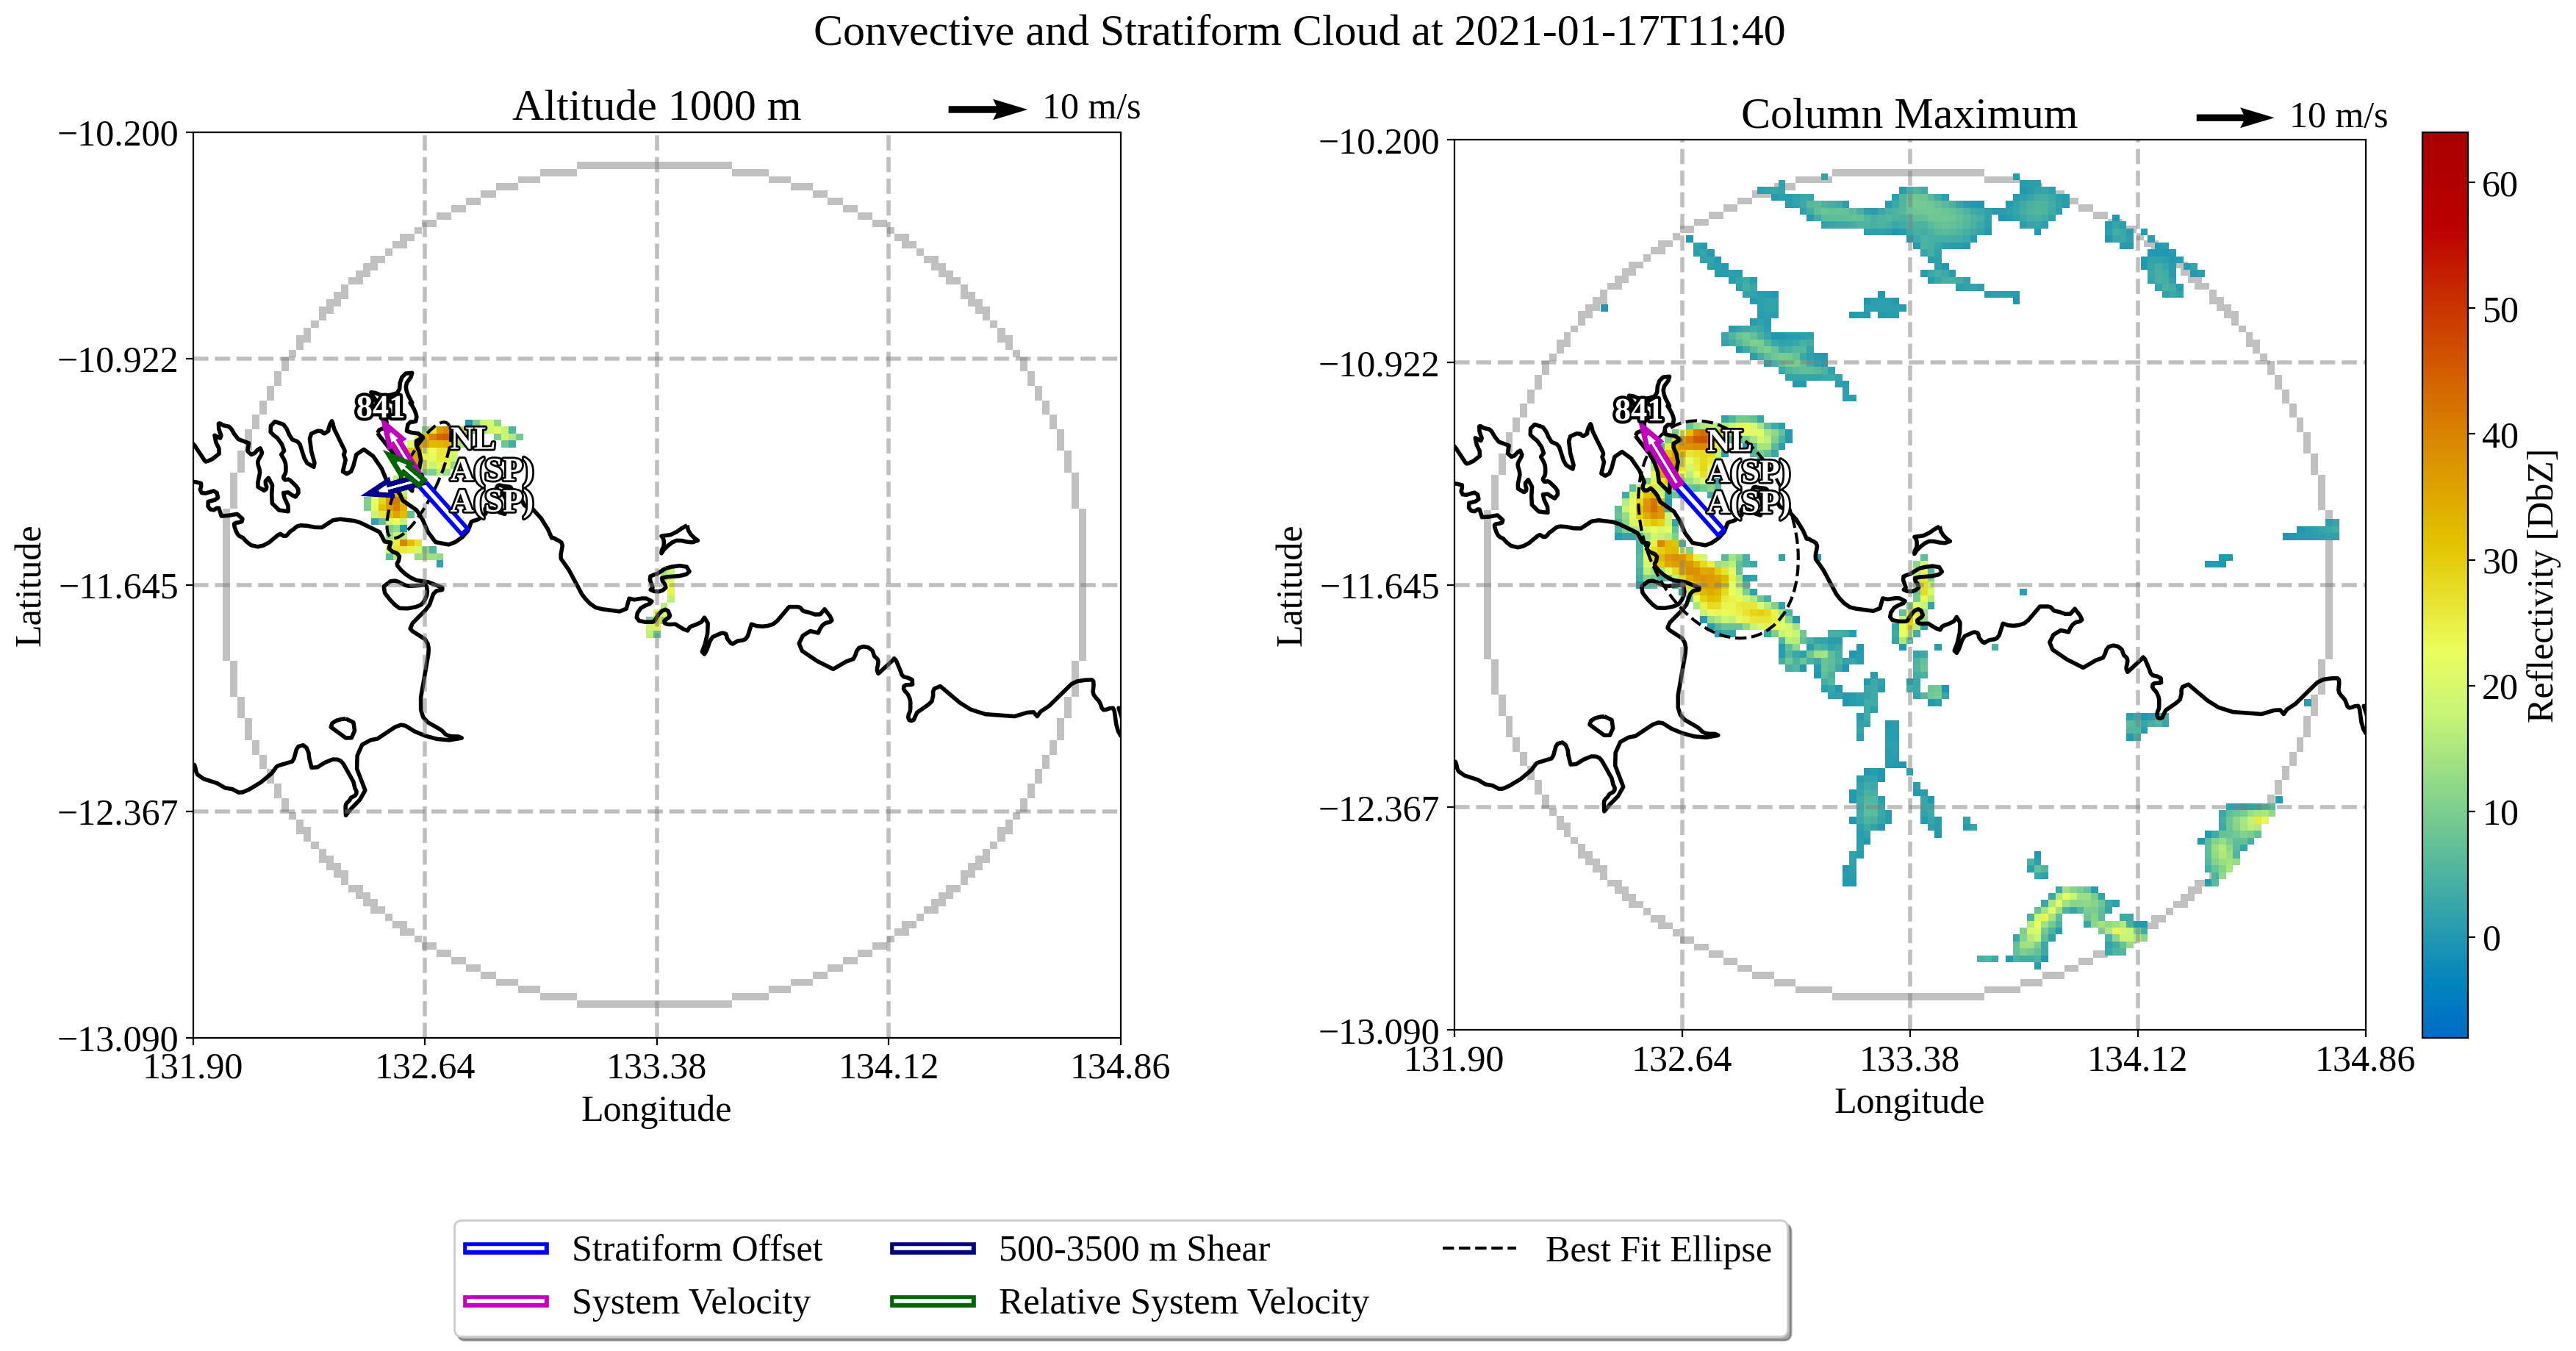 Convective and Stratiform Cloud at 2021-01-17T11:40
Altitude 1000 m
10 m/s
−10.200
−10.922
−11.645
−12.367
−13.090
131.90
132.64
133.38
134.12
134.86
Latitude
Longitude
841
NL
A(SP)
A(SP)
Column Maximum
10 m/s
−10.200
−10.922
−11.645
−12.367
−13.090
131.90
132.64
133.38
134.12
134.86
Latitude
Longitude
841
NL
A(SP)
A(SP)
60
50
40
30
20
10
0
Reflectivity [DbZ]
Stratiform Offset
System Velocity
500-3500 m Shear
Relative System Velocity
Best Fit Ellipse